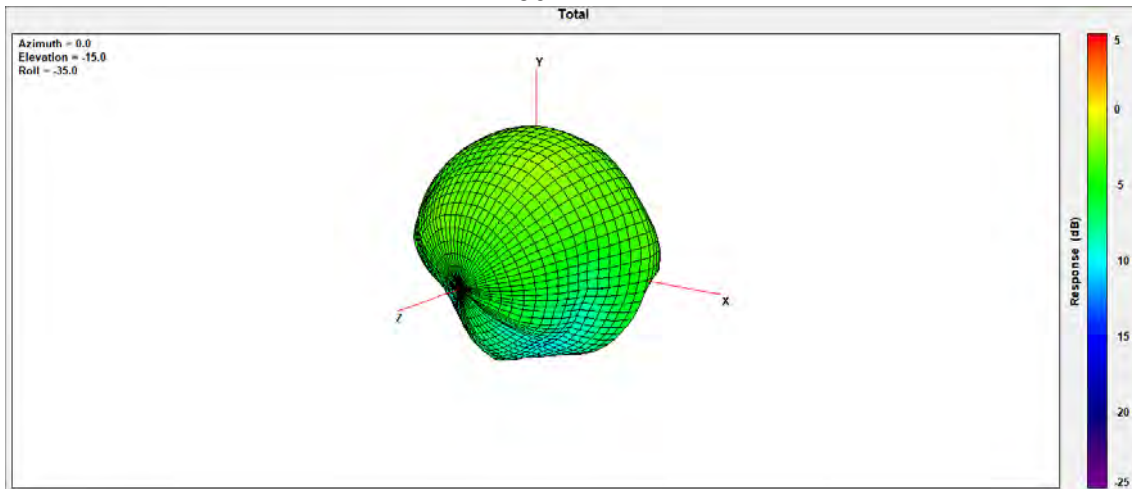 Total
Azimuth = 0.0
Elevation = -15.0
Roll = -35.0
Y
X
Z
5
0
-5
-10
-15
-20
-25
Response (dB)